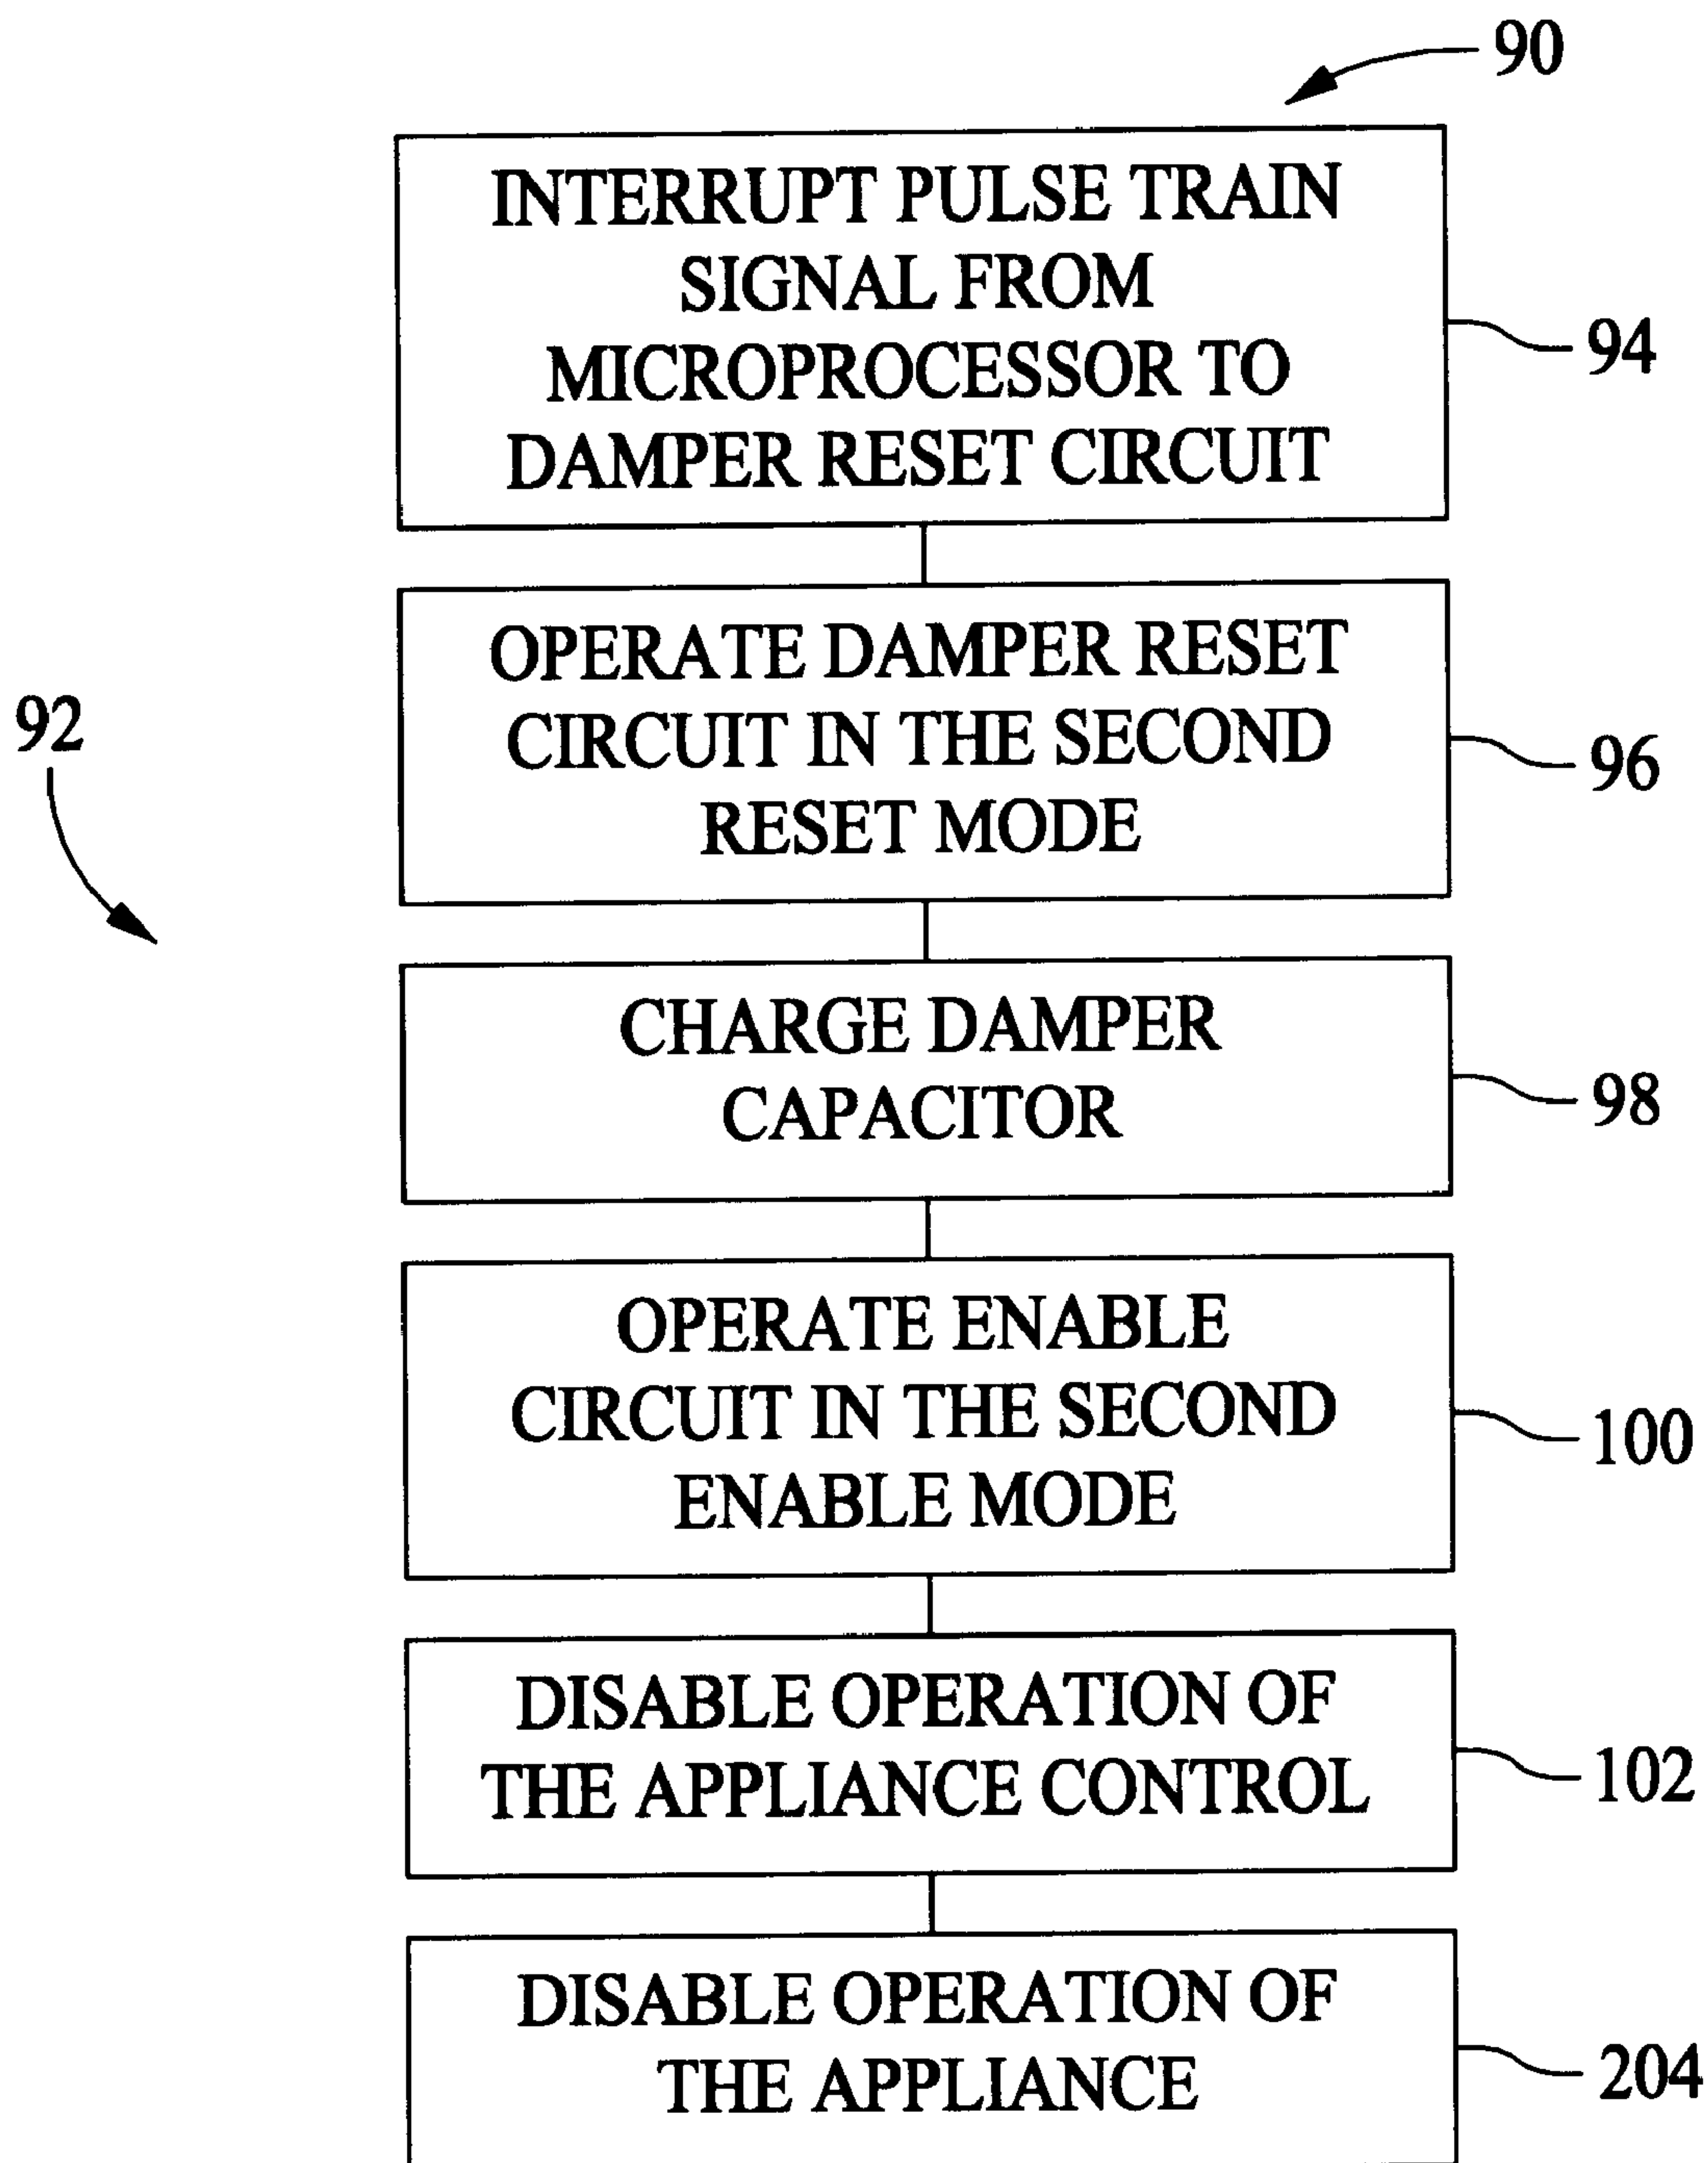 90
INTERRUPT PULSE TRAIN
SIGNAL FROM
MICROPROCESSOR TO
DAMPER RESET CIRCUIT
94
OPERATE DAMPER RESET
CIRCUIT IN THE SECOND
RESET MODE
92
96
CHARGE DAMPER
CAPACITOR
98
OPERATE ENABLE
CIRCUIT IN THE SECOND
ENABLE MODE
100
DISABLE OPERATION OF
THE APPLIANCE CONTROL
102
DISABLE OPERATION OF
THE APPLIANCE
204